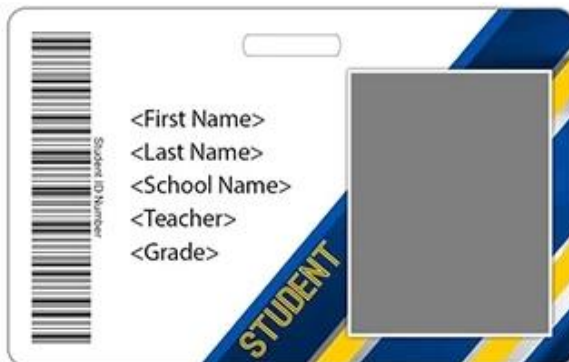 Student ID Number
<First Name>
<Last Name>
<School Name>
<Teacher>
<Grade>
STUDENT